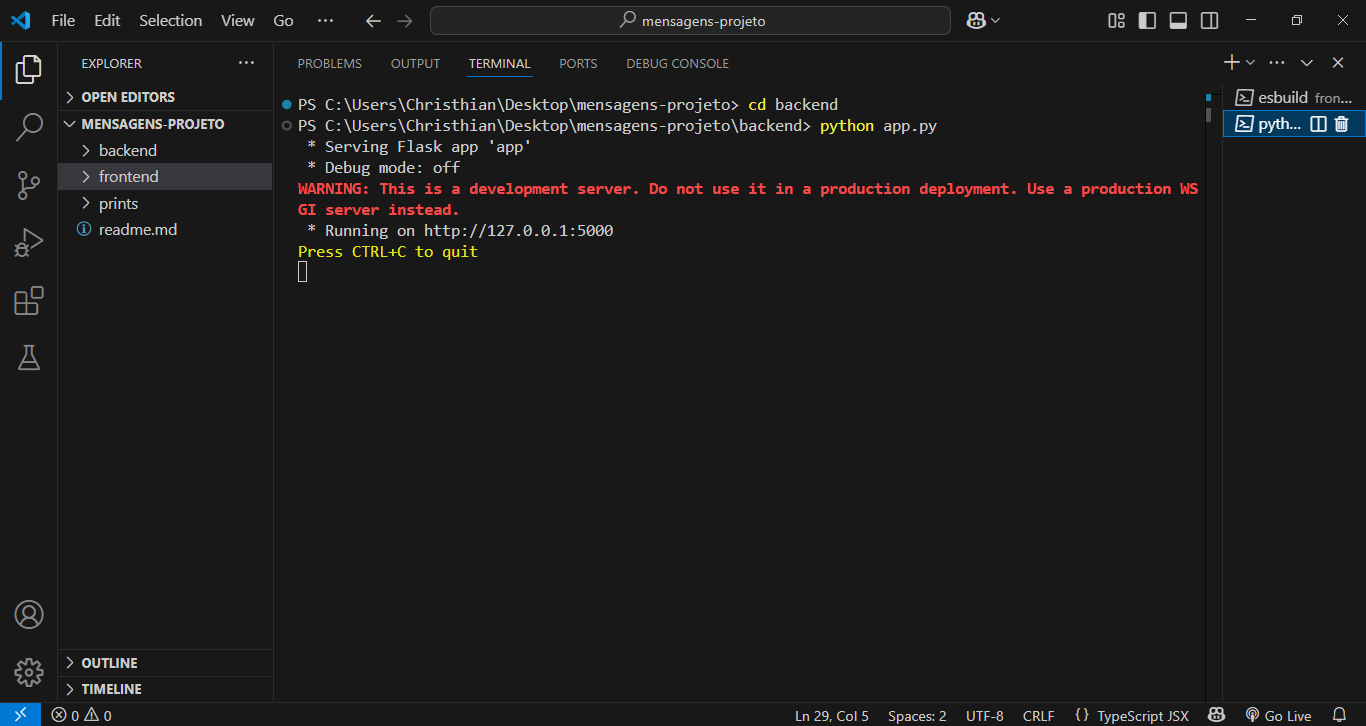 File Edit Selection View Go ··· mensagens-projeto
EXPLORER ···
OPEN EDITORS
MENSAGENS-PROJETO
backend
frontend
prints
readme.md
OUTLINE
TIMELINE
PROBLEMS OUTPUT TERMINAL PORTS DEBUG CONSOLE
PS C:\Users\Christhian\Desktop\mensagens-projeto> cd backend
PS C:\Users\Christhian\Desktop\mensagens-projeto\backend> python app.py
* Serving Flask app 'app'
* Debug mode: off
WARNING: This is a development server. Do not use it in a production deployment. Use a production WS
GI server instead.
* Running on http://127.0.0.1:5000
Press CTRL+C to quit
esbuild fron...
pyth...
0 0 Ln 29, Col 5 Spaces: 2 UTF-8 CRLF {} TypeScript JSX Go Live